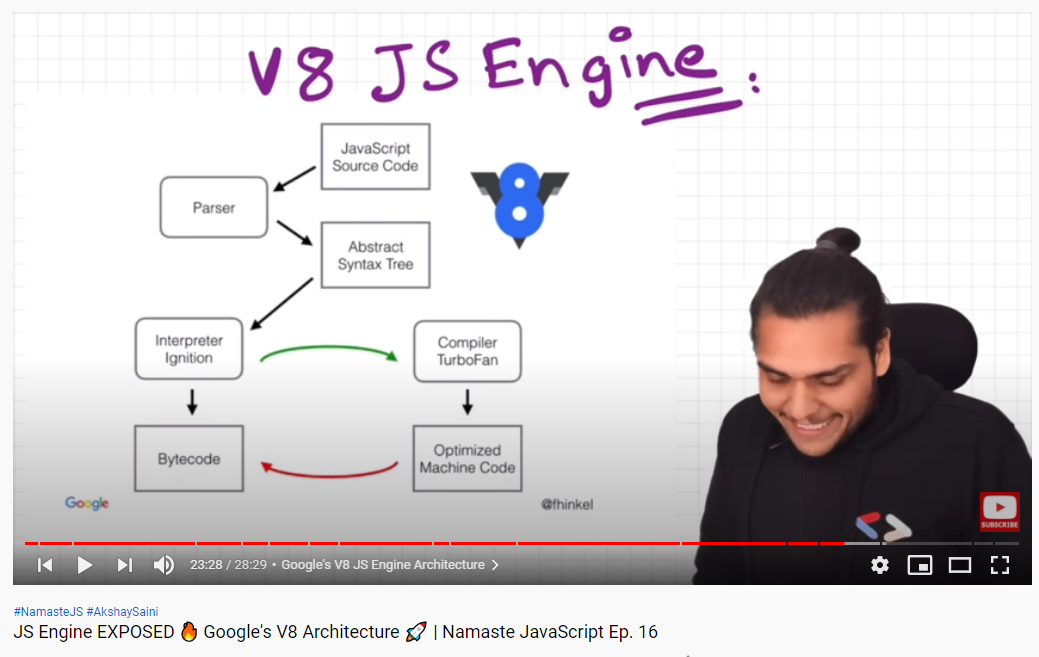 V8 JS Engine :
JavaScript
Source Code
Parser
Abstract
Syntax Tree
Interpreter
Ignition
Compiler
TurboFan
Bytecode
Optimized
Machine Code
Google
@fhinkel
SUBSCRIBE
23:28 / 28:29 • Google's V8 JS Engine Architecture
#NamasteJS #AkshaySaini
JS Engine EXPOSED 🔥 Google's V8 Architecture 🚀 | Namaste JavaScript Ep. 16